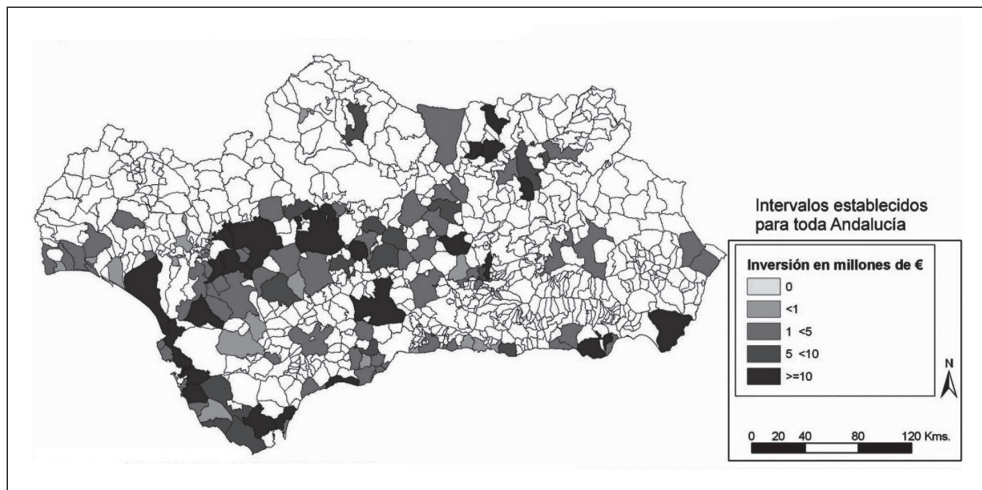 Intervalos establecidos
para toda Andalucía
Inversión en millones de €
0
<1
1 <5
5 <10
>=10
N
0 20 40 80 120 Kms.